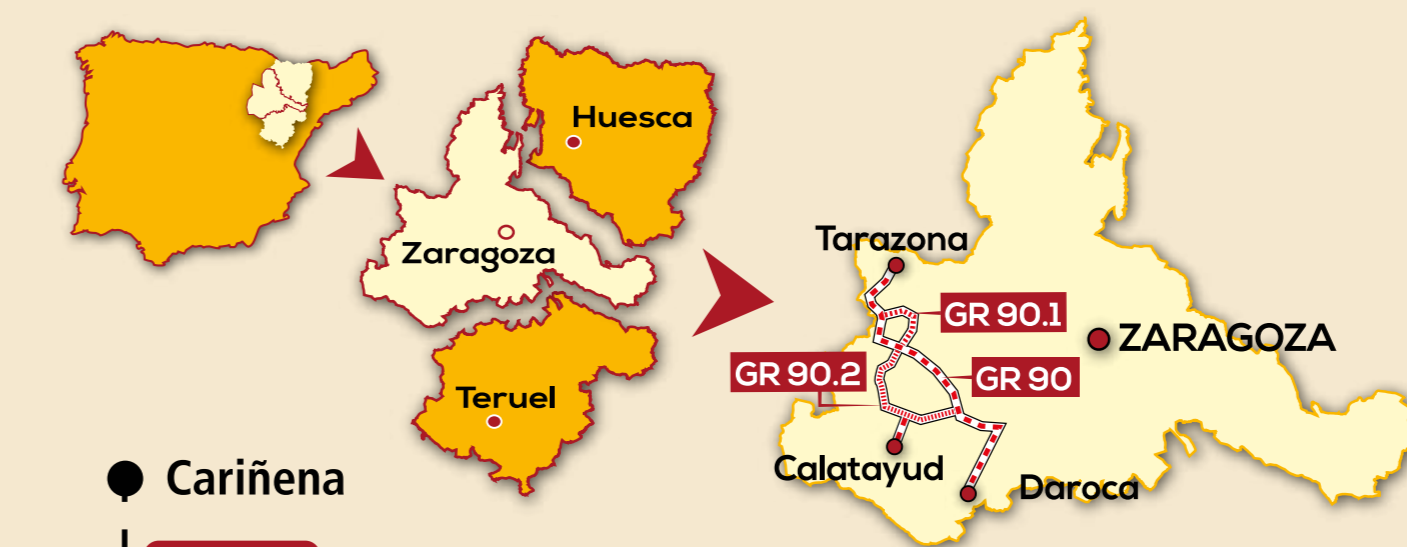 Huesca
Zaragoza
Teruel
Cariñena
Tarazona
GR 90.1
ZARAGOZA
GR 90.2
GR 90
Calatayud
Daroca